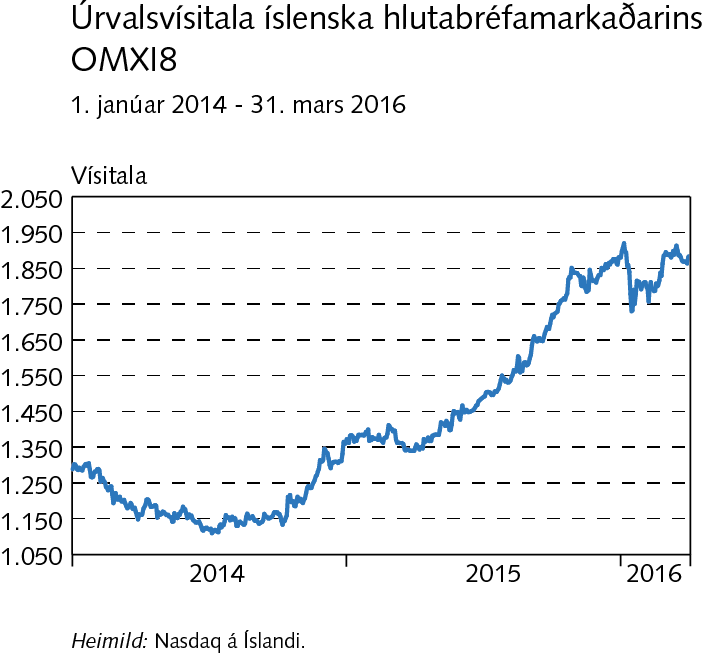 Úrvalsvísitala íslenska hlutabréfamarkaðarins
OMXI8
1. janúar 2014 - 31. mars 2016
Vísitala
2.050
1.950
1.850
1.750
1.650
1.550
1.450
1.350
1.250
1.150
1.050
2014 2015 2016
Heimild: Nasdaq á Íslandi.